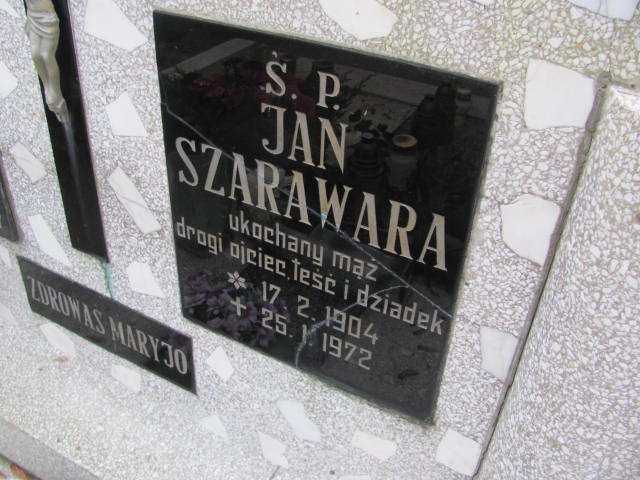 Ś. P.
JAN
SZARAWARA
ukochany mąż
drogi ojciec teść i dziadek
* 17. 2. 1904
+ 25. 1. 1972
ZDROWAŚ MARYJO